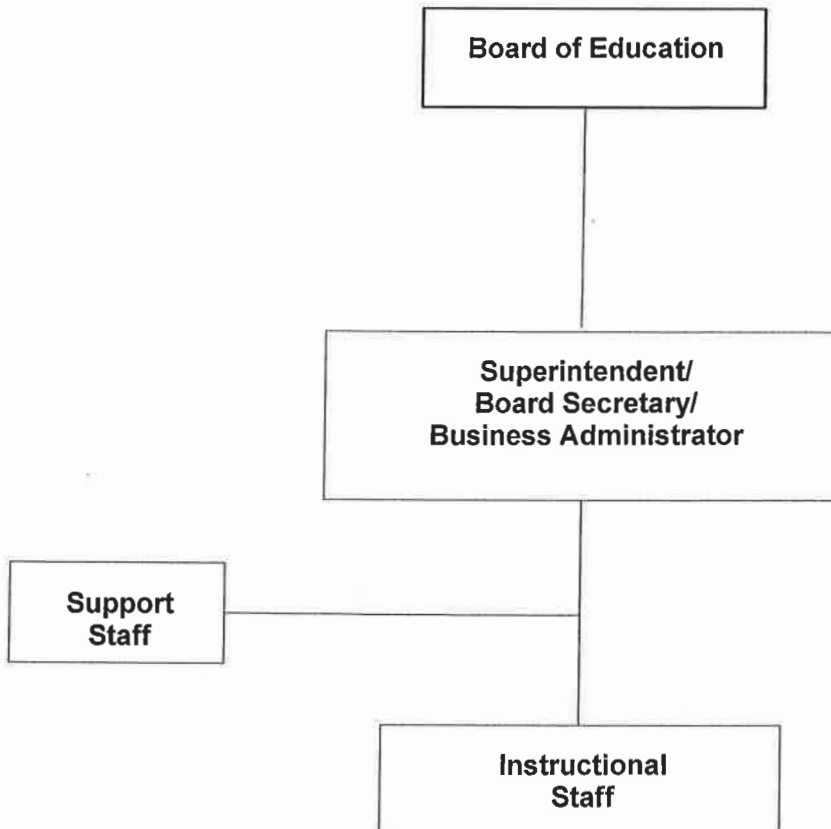 Board of Education
Superintendent/
Board Secretary/
Business Administrator
Support
Staff
Instructional
Staff